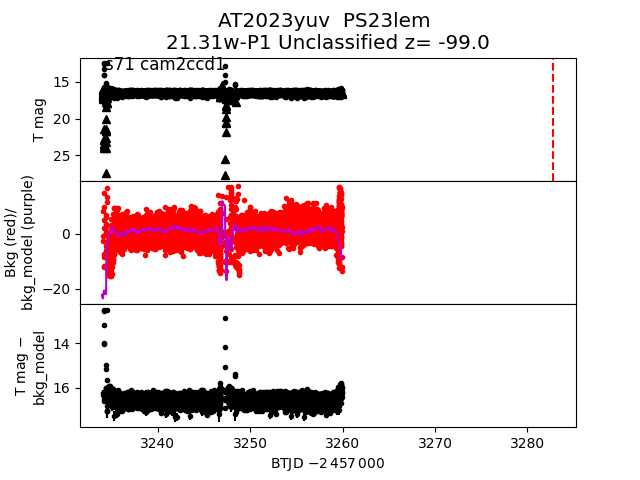 AT2023yuv  PS23lem
21.31w-P1 Unclassified z= -99.0
s71 cam2ccd1
T mag
15
20
25
Bkg (red)/
bkg_model (purple)
0
−20
T mag −
bkg_model
14
16
3240
3250
3260
3270
3280
BTJD −2 457 000